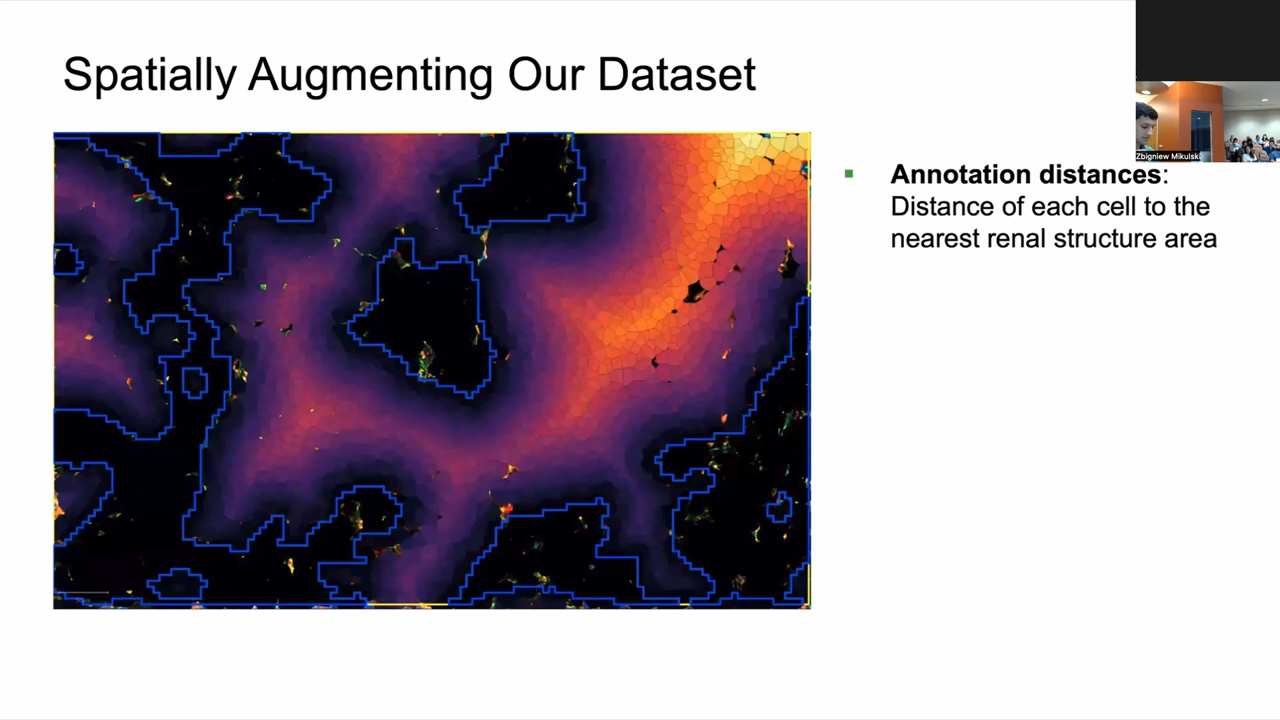 Spatially Augmenting Our Dataset
Zbigniew Mikulski
Annotation distances:
Distance of each cell to the
nearest renal structure area